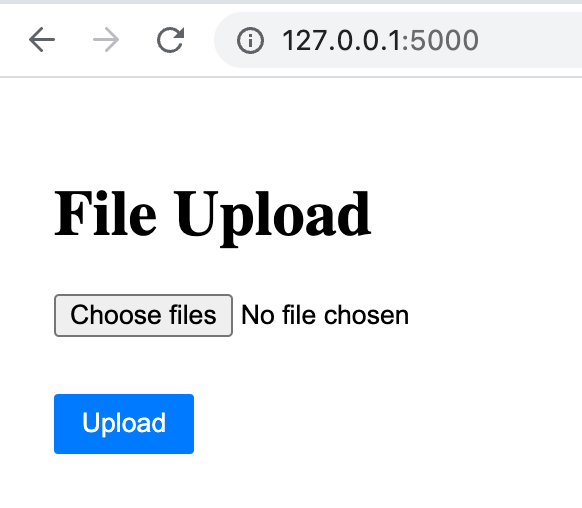 127.0.0.1:5000
File Upload
Choose files No file chosen
Upload